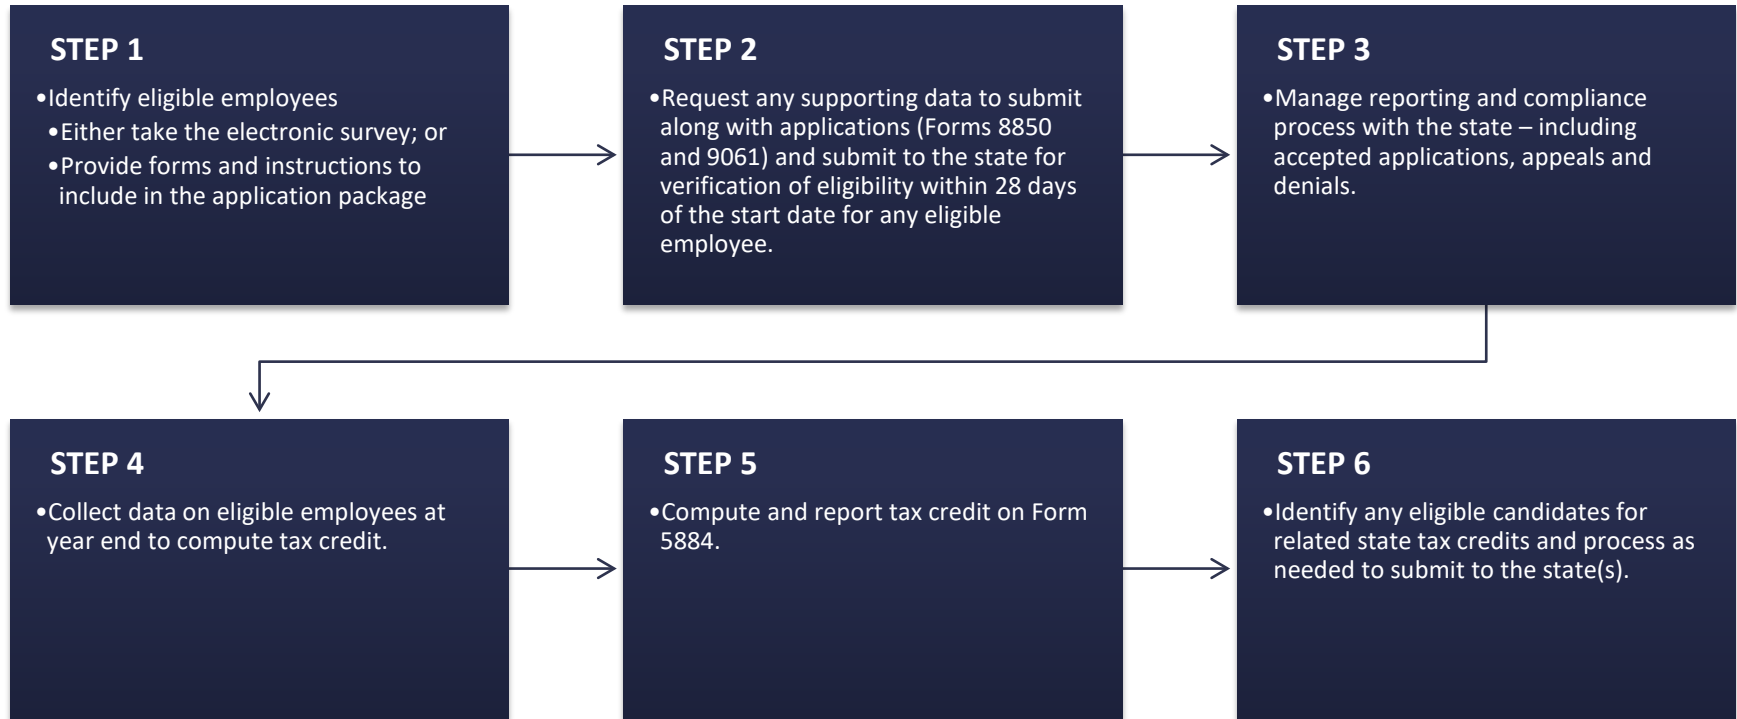 STEP 1
•Identify eligible employees
•Either take the electronic survey; or
•Provide forms and instructions to
include in the application package
STEP 2
•Request any supporting data to submit
along with applications (Forms 8850
and 9061) and submit to the state for
verification of eligibility within 28 days
of the start date for any eligible
employee.
STEP 3
•Manage reporting and compliance
process with the state – including
accepted applications, appeals and
denials.
STEP 4
•Collect data on eligible employees at
year end to compute tax credit.
STEP 5
•Compute and report tax credit on Form
5884.
STEP 6
•Identify any eligible candidates for
related state tax credits and process as
needed to submit to the state(s).